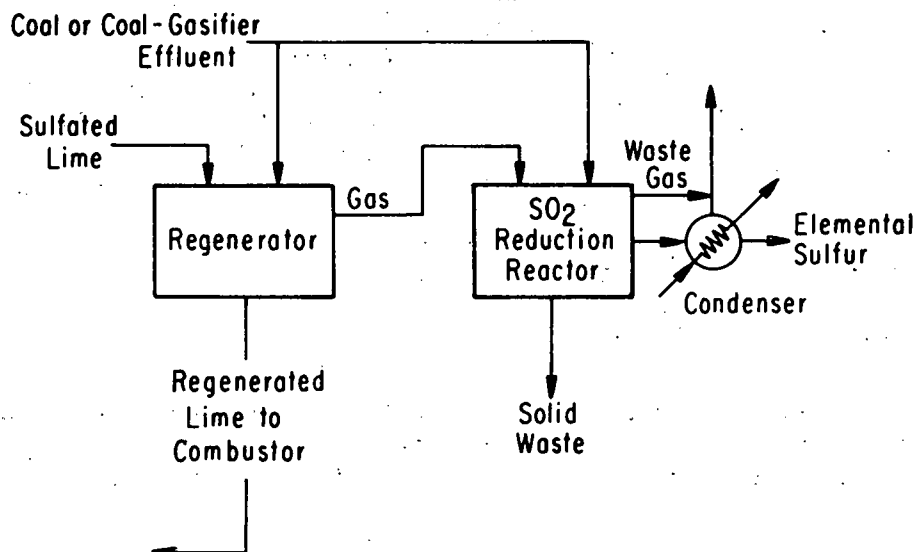 Coal or Coal-Gasifier
Effluent
Sulfated
Lime
Regenerator
Gas
SO2
Reduction
Reactor
Waste
Gas
Elemental
Sulfur
Condenser
Regenerated
Lime to
Combustor
Solid
Waste